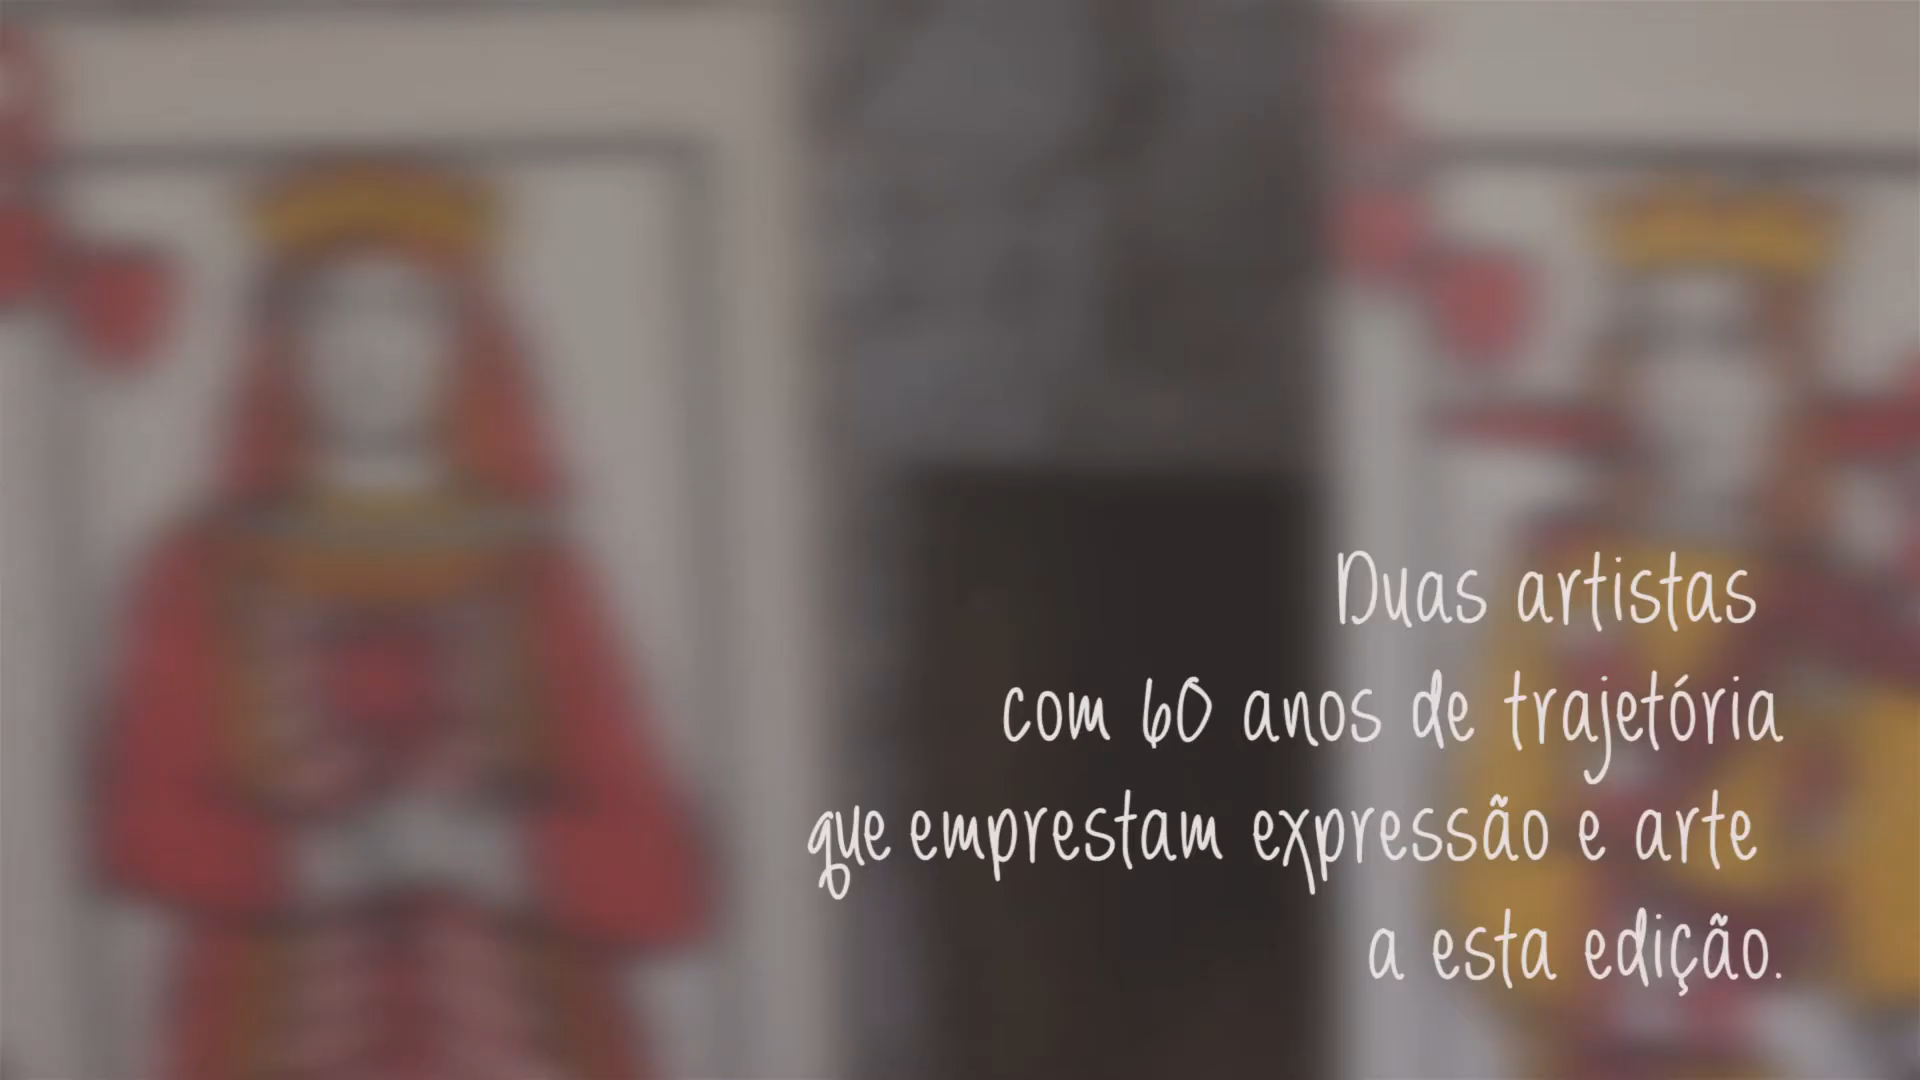 Duas artistas
com 60 anos de trajetória
que emprestam expressão e arte
a esta edição.